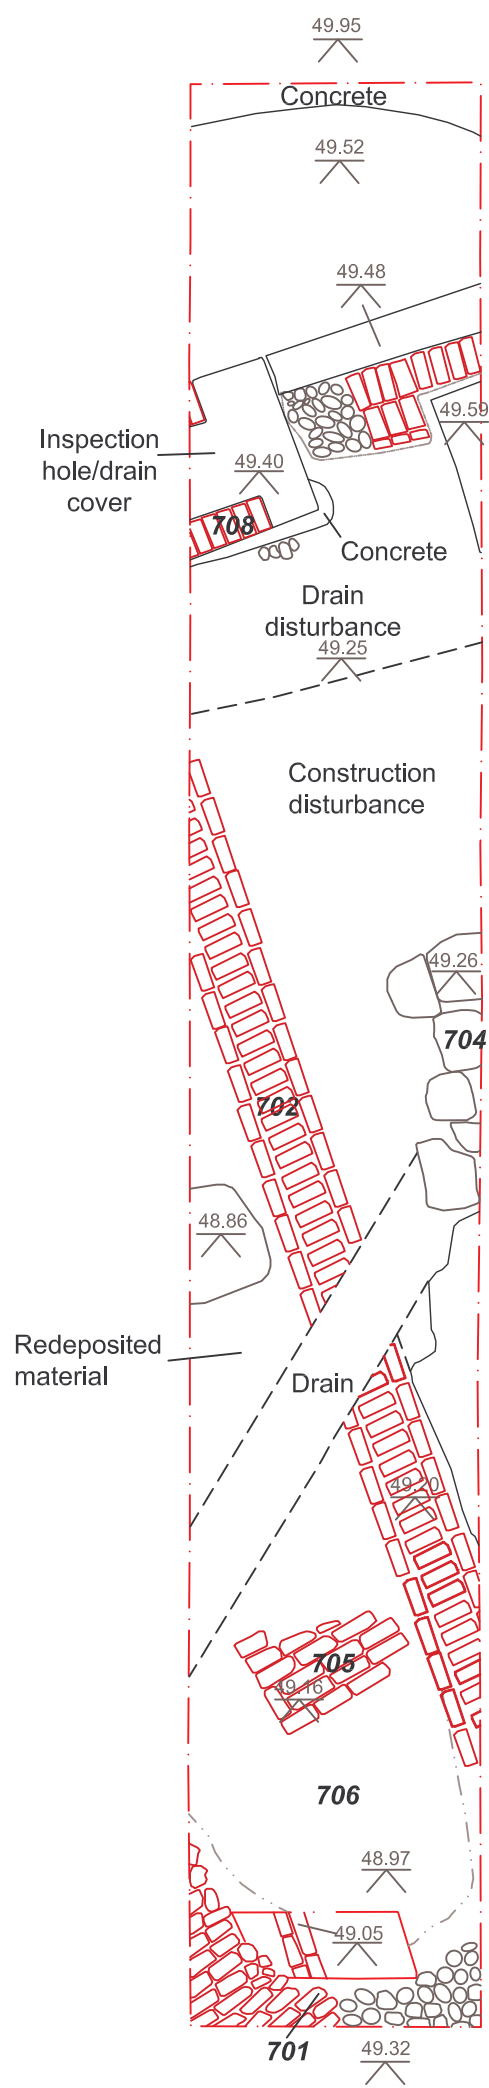 49.95
Concrete
49.52
49.48
49.59
Inspection
hole/drain
cover
49.40
708
Concrete
Drain
disturbance
49.25
Construction
disturbance
49.26
704
702
48.86
Redeposited
material
Drain
49.20
705
49.16
706
48.97
49.05
701
49.32